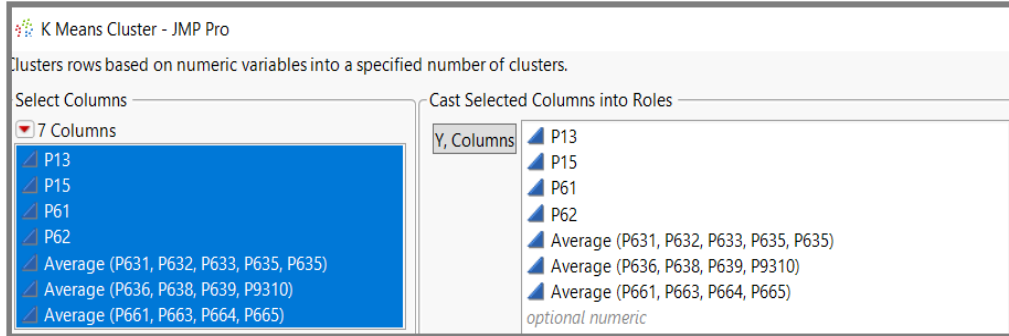 K Means Cluster - JMP Pro
Clusters rows based on numeric variables into a specified number of clusters.
Select Columns
7 Columns
P13
P15
P61
P62
Average (P631, P632, P633, P635, P635)
Average (P636, P638, P639, P9310)
Average (P661, P663, P664, P665)
Cast Selected Columns into Roles
Y, Columns
P13
P15
P61
P62
Average (P631, P632, P633, P635, P635)
Average (P636, P638, P639, P9310)
Average (P661, P663, P664, P665)
optional numeric